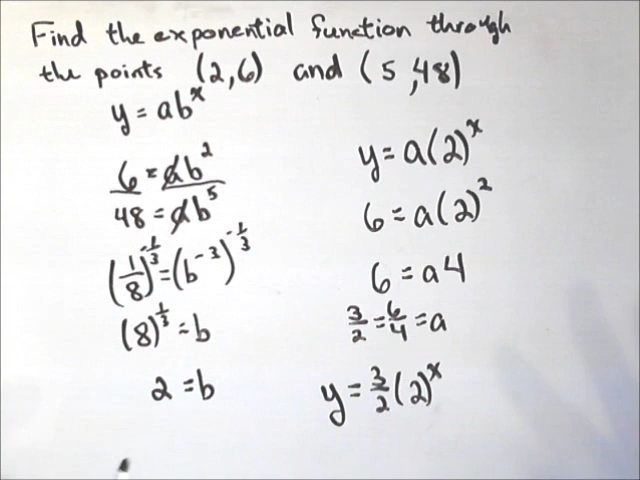 Find the exponential function through
the points (2,6) and (5,48)
y = ab^x
6 = ab^2
48 = ab^5
(1/8)^-1/3 = (b^-3)^-1/3
(8)^1/3 = b
2 = b
y = a(2)^x
6 = a(2)^2
6 = a4
3/2 = 6/4 = a
y = 3/2 (2)^x